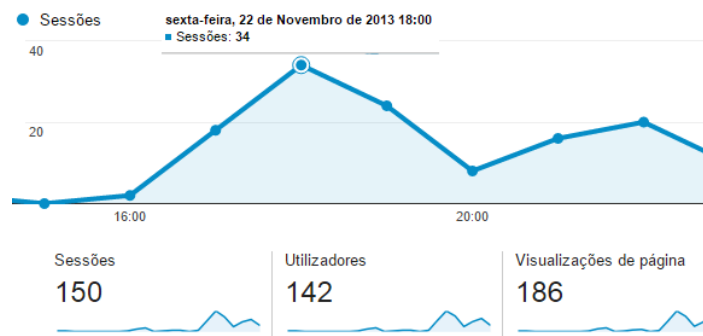 Sessões
sexta-feira, 22 de Novembro de 2013 18:00
Sessões: 34
40
20
16:00
20:00
Sessões
Utilizadores
Visualizações de página
150
142
186